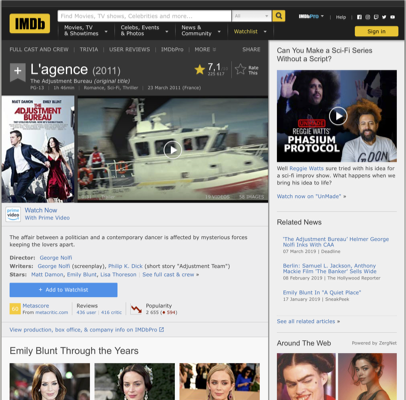 IMDb
Find Movies, TV shows, Celebrities and more...
All
IMDbPro
Help
Movies, TV & Showtimes
Celebs, Events & Photos
News & Community
Watchlist
Sign in
FULL CAST AND CREW | TRIVIA | USER REVIEWS | IMDbPro | MORE
SHARE
L'agence (2011)
The Adjustment Bureau (original title)
PG-13 | 1h 46min | Romance, Sci-Fi, Thriller | 23 March 2011 (France)
7,1
Rate This
MATT DAMON EMILY BLUNT
THE ADJUSTMENT BUREAU
Watch Now
With Prime Video
The affair between a politician and a contemporary dancer is affected by mysterious forces
keeping the lovers apart.
Director: George Nolfi
Writers: George Nolfi (screenplay), Philip K. Dick (short story "Adjustment Team")
Stars: Matt Damon, Emily Blunt, Lisa Thoreson | See full cast & crew »
+ Add to Watchlist
Metascore
From metacritic.com
Reviews
436 user | 416 critic
Popularity
2 655
594
View production, box office, & company info on IMDbPro
Emily Blunt Through the Years
Can You Make a Sci-Fi Series
Without a Script?
REGGIE WATTS'
PHASIUM
PROTOCOL
Well Reggie Watts sure tried with his idea for
a sci-fi improv show. What happens when we
bring his idea to life?
Watch now on "UnMade" »
Related News
'The Adjustment Bureau' Helmer George
Nolfi Inks With CAA
07 March 2019 | Deadline
Berlin: Samuel L. Jackson, Anthony
Mackie Film 'The Banker' Sells Wide
08 February 2019 | The Hollywood Reporter
Emily Blunt In "A Quiet Place"
17 January 2019 | SneakPeek
See all related articles »
Around The Web
Powered by ZergNet